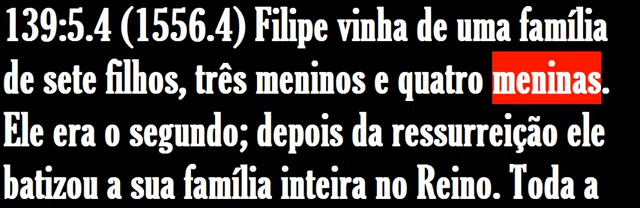 139:5.4 (1556.4) Filipe vinha de uma família
de sete filhos, três meninos e quatro meninas.
Ele era o segundo; depois da ressurreição ele
batizou a sua família inteira no Reino. Toda a